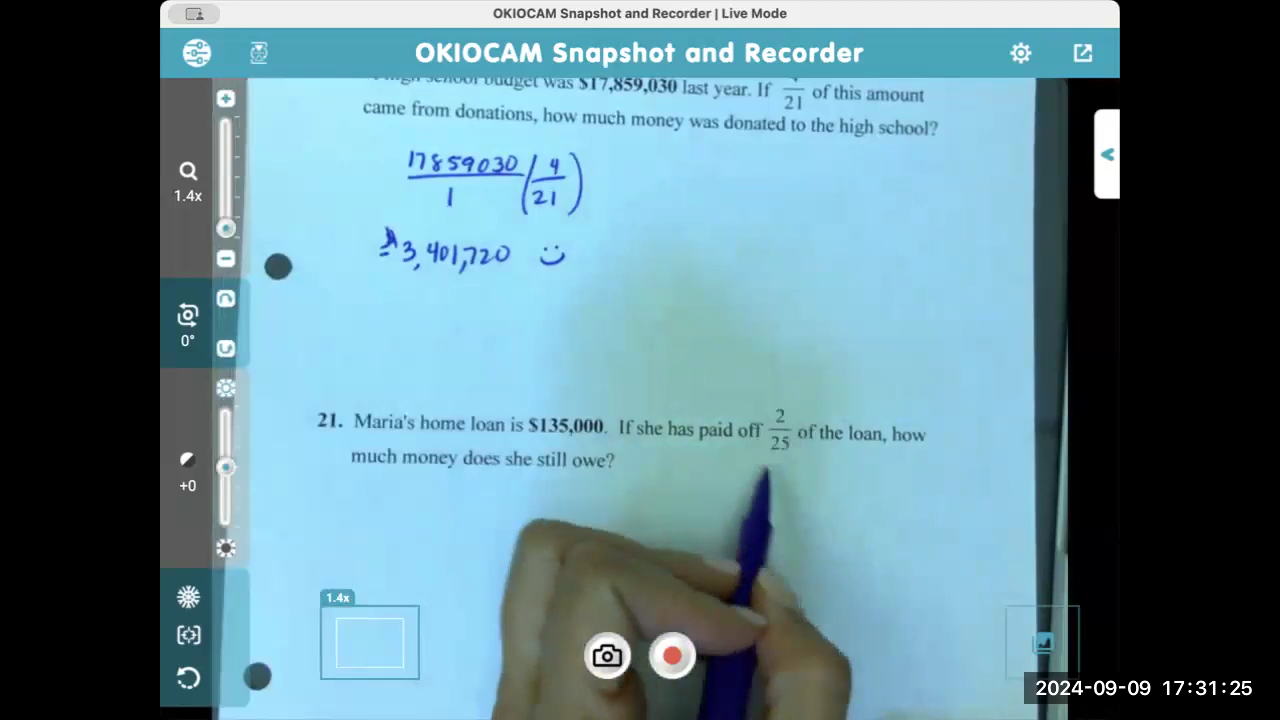 OKIOCAM Snapshot and Recorder | Live Mode
OKIOCAM Snapshot and Recorder
high school budget was $17,859,030 last year. If /21 of this amount
came from donations, how much money was donated to the high school?
17859030/1 (4/21)
$3,401,720
1.4x
0°
+0
21. Maria's home loan is $135,000. If she has paid off 2/25 of the loan, how
much money does she still owe?
1.4x
2024-09-09 17:31:25